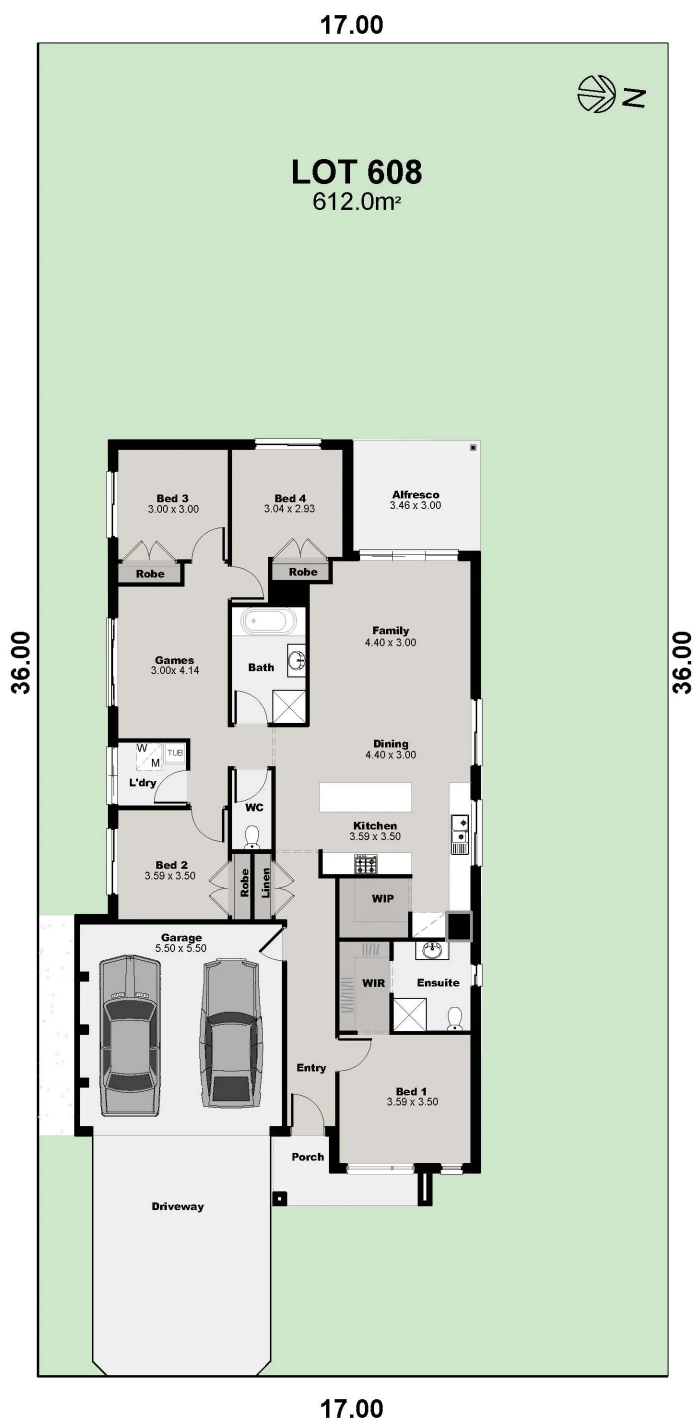 17.00
N
LOT 608
612.0m²
36.00
36.00
Bed 3
3.00 x 3.00
Bed 4
3.04 x 2.93
Alfresco
3.46 x 3.00
Robe
Robe
Family
4.40 x 3.00
Games
3.00x 4.14
Bath
Dining
4.40 x 3.00
W
M
TUB
L'dry
WC
Kitchen
3.59 x 3.50
Bed 2
3.59 x 3.50
Robe
Linen
WIP
Garage
5.50 x 5.50
WIR
Ensuite
Entry
Bed 1
3.59 x 3.50
Porch
Driveway
17.00